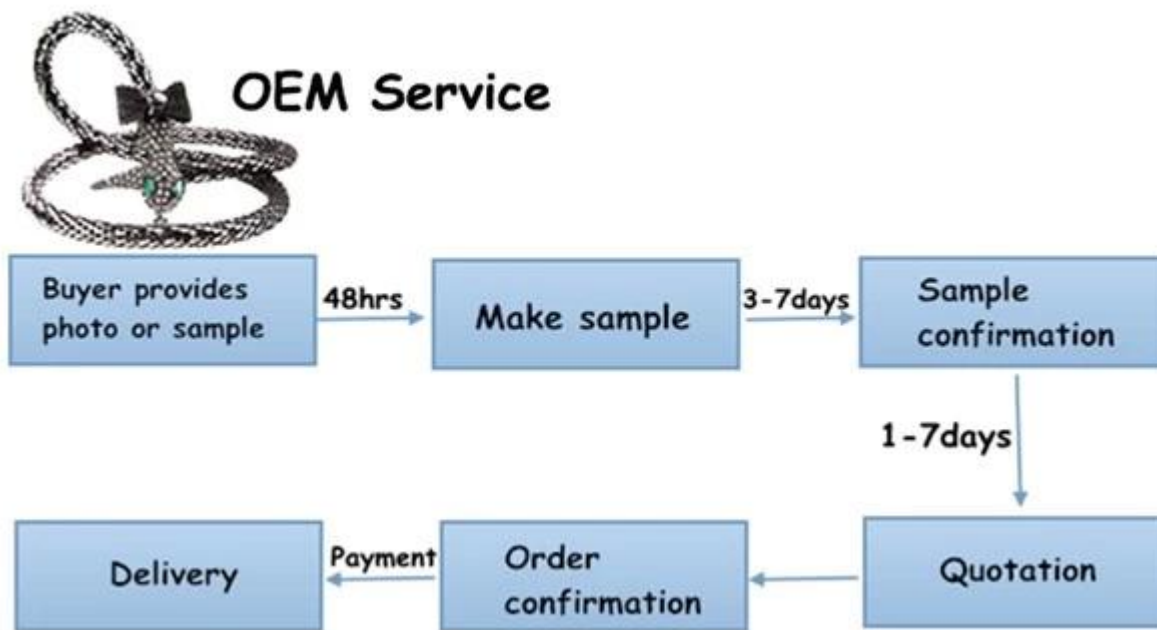 OEM Service
Buyer provides
photo or sample
48hrs
Make sample
3-7days
Sample
confirmation
1-7days
Quotation
Order
confirmation
Payment
Delivery